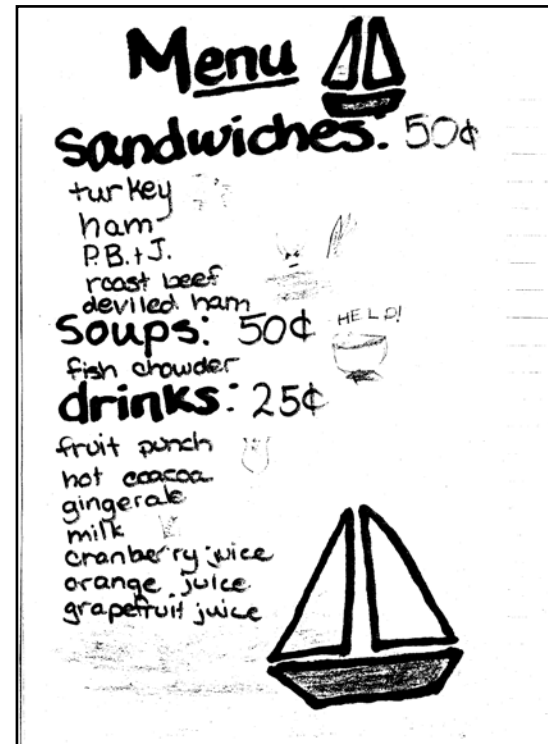 Menu
Sandwiches: 50¢
turkey
ham
P.B.+J.
roast beef
deviled ham
Soups: 50¢
HELP!
fish chowder
drinks: 25¢
fruit punch
hot coacoa
gingerale
milk
cranberry juice
orange juice
grapefruit juice